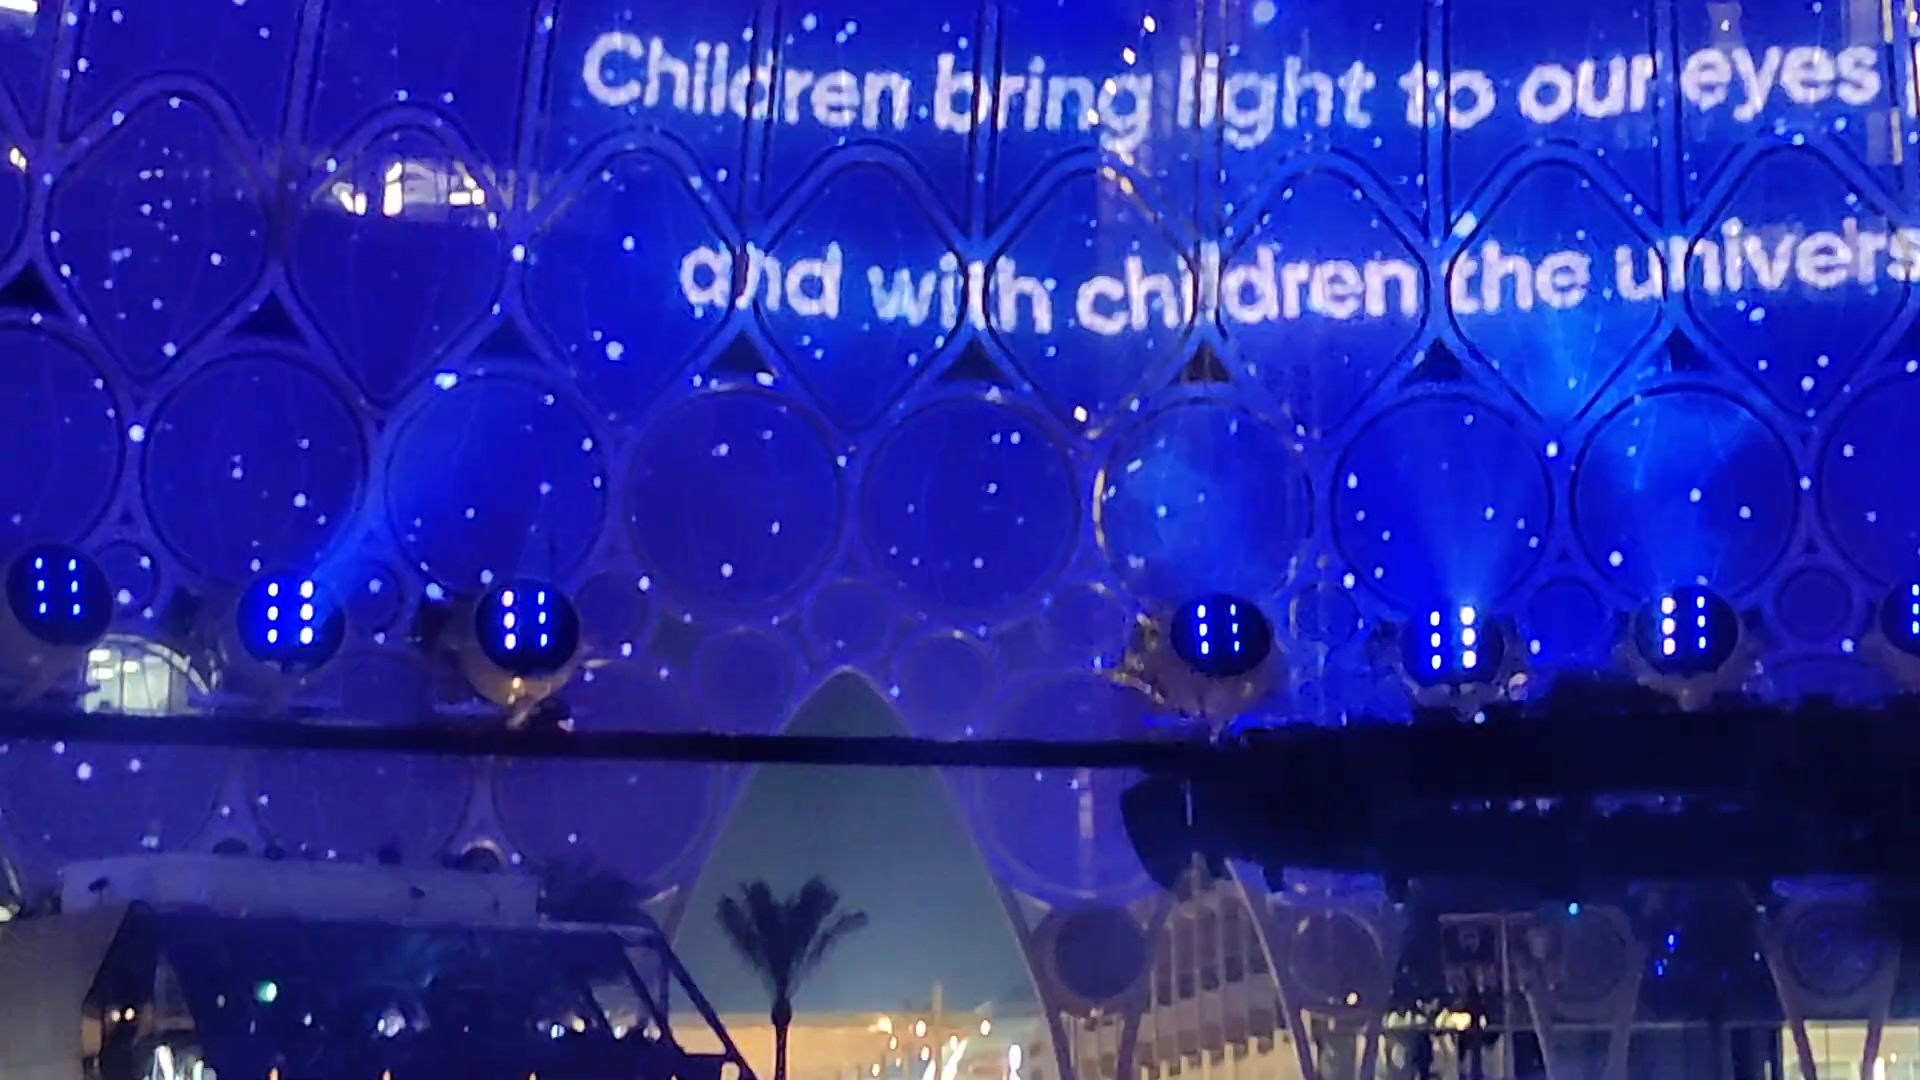 Children bring light to our eyes
and with children the univers